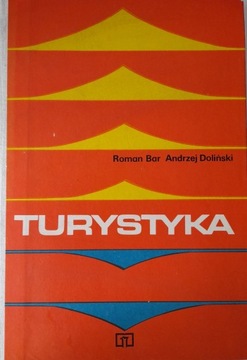 Roman Bar Andrzej Doliński
TURYSTYKA